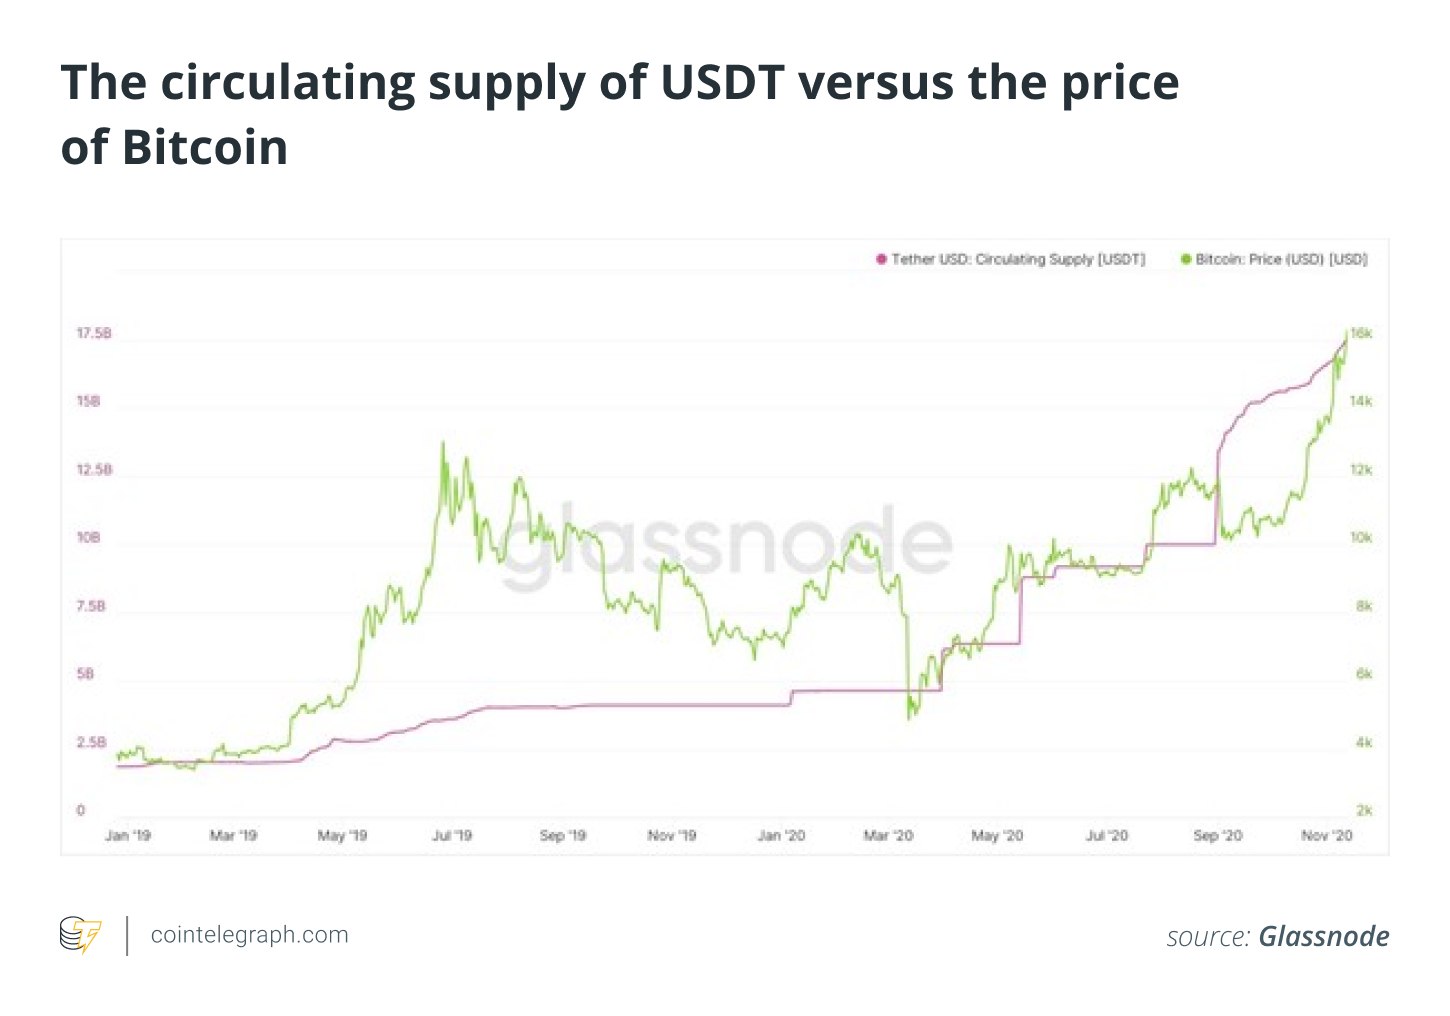 The circulating supply of USDT versus the price
of Bitcoin
Tether USD: Circulating Supply [USDT] Bitcoin: Price (USD) [USD]
17.5B 16k
15B 14k
12.5B 12k
glassnode
10B 10k
7.5B 8k
5B 6k
2.5B 4k
0 2k
Jan '19 Mar '19 May '19 Jul '19 Sep '19 Nov '19 Jan '20 Mar '20 May '20 Jul '20 Sep '20 Nov '20
cointelegraph.com source: Glassnode